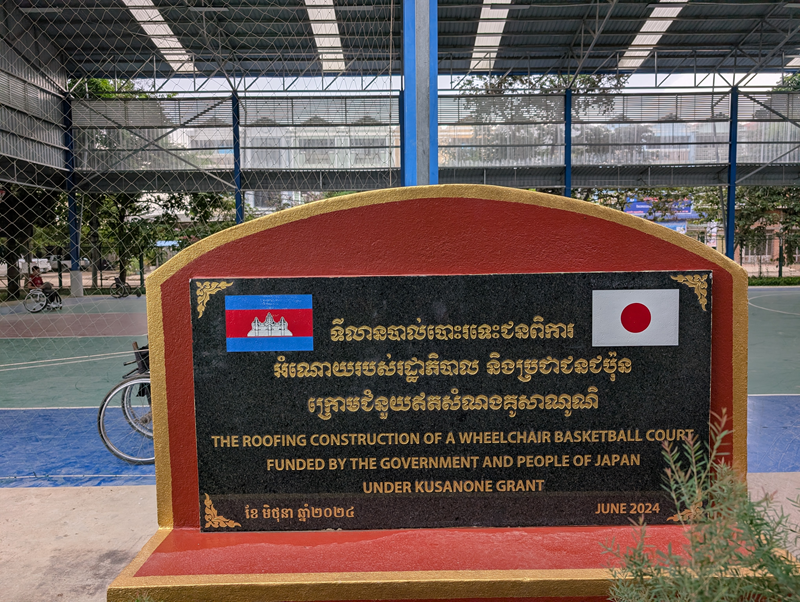 ទីលានបាល់បោះរទេះជនពិការ
អំណោយរបស់រដ្ឋាភិបាល និងប្រជាជនជប៉ុន
ក្រោមជំនួយឥតសំណងគូសាណូណិ
THE ROOFING CONSTRUCTION OF A WHEELCHAIR BASKETBALL COURT
FUNDED BY THE GOVERNMENT AND PEOPLE OF JAPAN
UNDER KUSANONE GRANT
ខែ មិថុនា ឆ្នាំ២០២៤
JUNE 2024